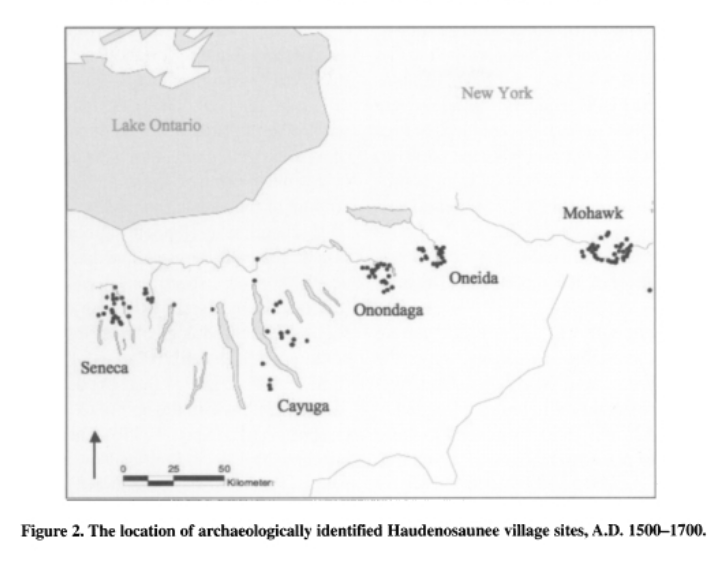 New York
Lake Ontario
Mohawk
Oneida
Onondaga
Seneca
Cayuga
0 25 50
Kilometers
Figure 2. The location of archaeologically identified Haudenosaunee village sites, A.D. 1500–1700.